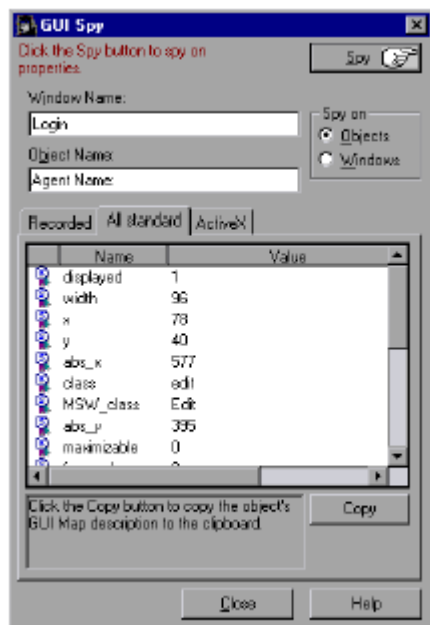 GUI Spy
Click the Spy button to spy on
properties.
Spy
Window Name:
Login
Spy on
Objects
Windows
Object Name:
Agent Name:
Recorded All standard ActiveX
Name Value
displayed 1
width 96
x 78
y 40
abs_x 577
class edit
MSW_class Edit
abs_y 395
maximizable 0
Click the Copy button to copy the object's
GUI Map description to the clipboard.
Copy
Close Help